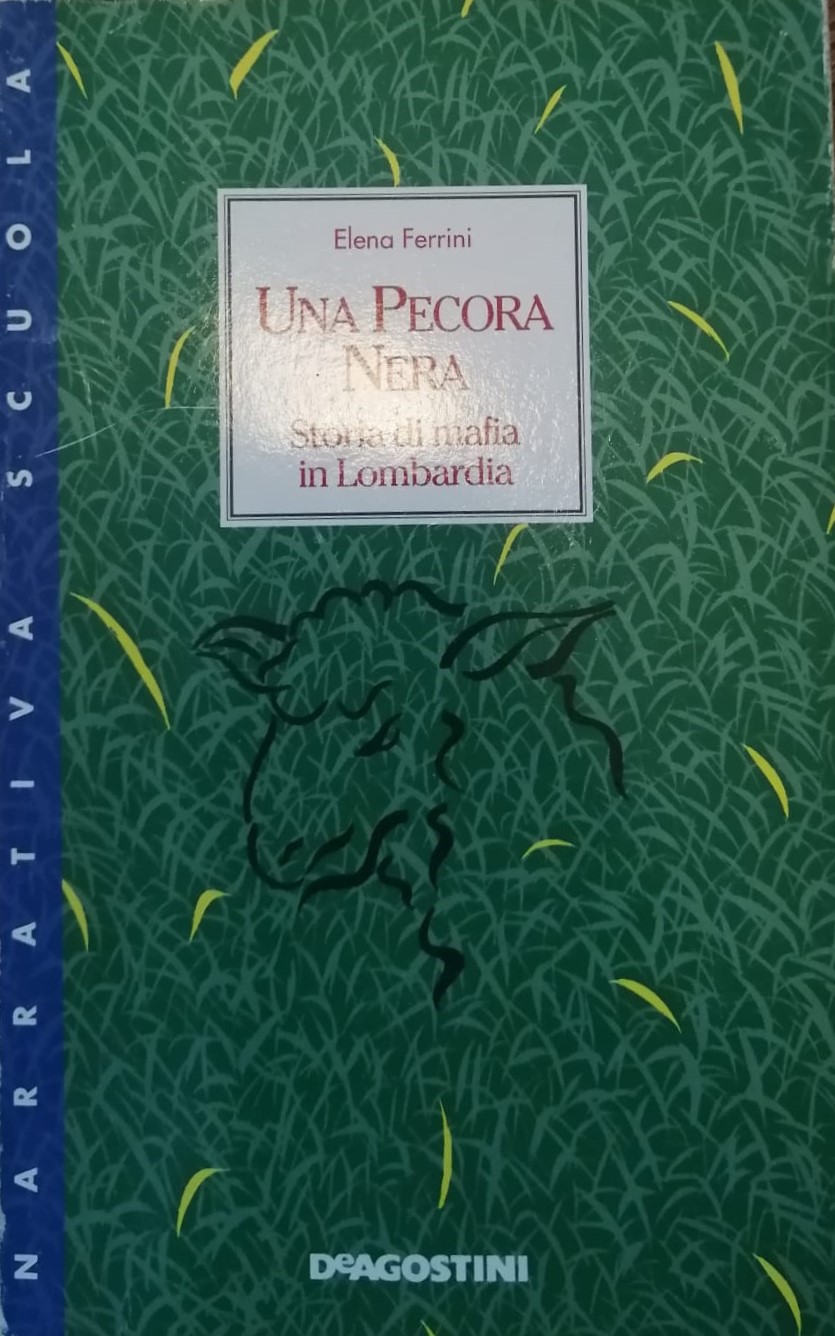 NARRATIVA SCUOLA
Elena Ferrini
UNA PECORA
NERA
Storia di mafia
in Lombardia
DeAGOSTINI